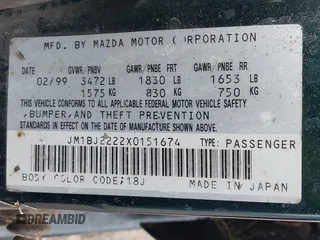 MFD. BY MAZDA MOTOR CORPORATION
GVWR/PNBV GAWR/PNBE FRT GAWR/PNBE RR
02/99 3472 LB 1830 LB 1653 LB
1575 KG 830 KG 750 KG
THIS VEHICLE CONFORMS TO ALL APPLICABLE FEDERAL MOTOR VEHICLE SAFETY
,BUMPER,AND THEFT PREVENTION
STANDARDS IN EFFECT ON THE DATE OF MANUFACTURE SHOWN ABOVE.
JM1BJ2222X0151674 TYPE: PASSENGER
BODY COLOR CODE;18J MADE IN JAPAN
DREAMBID